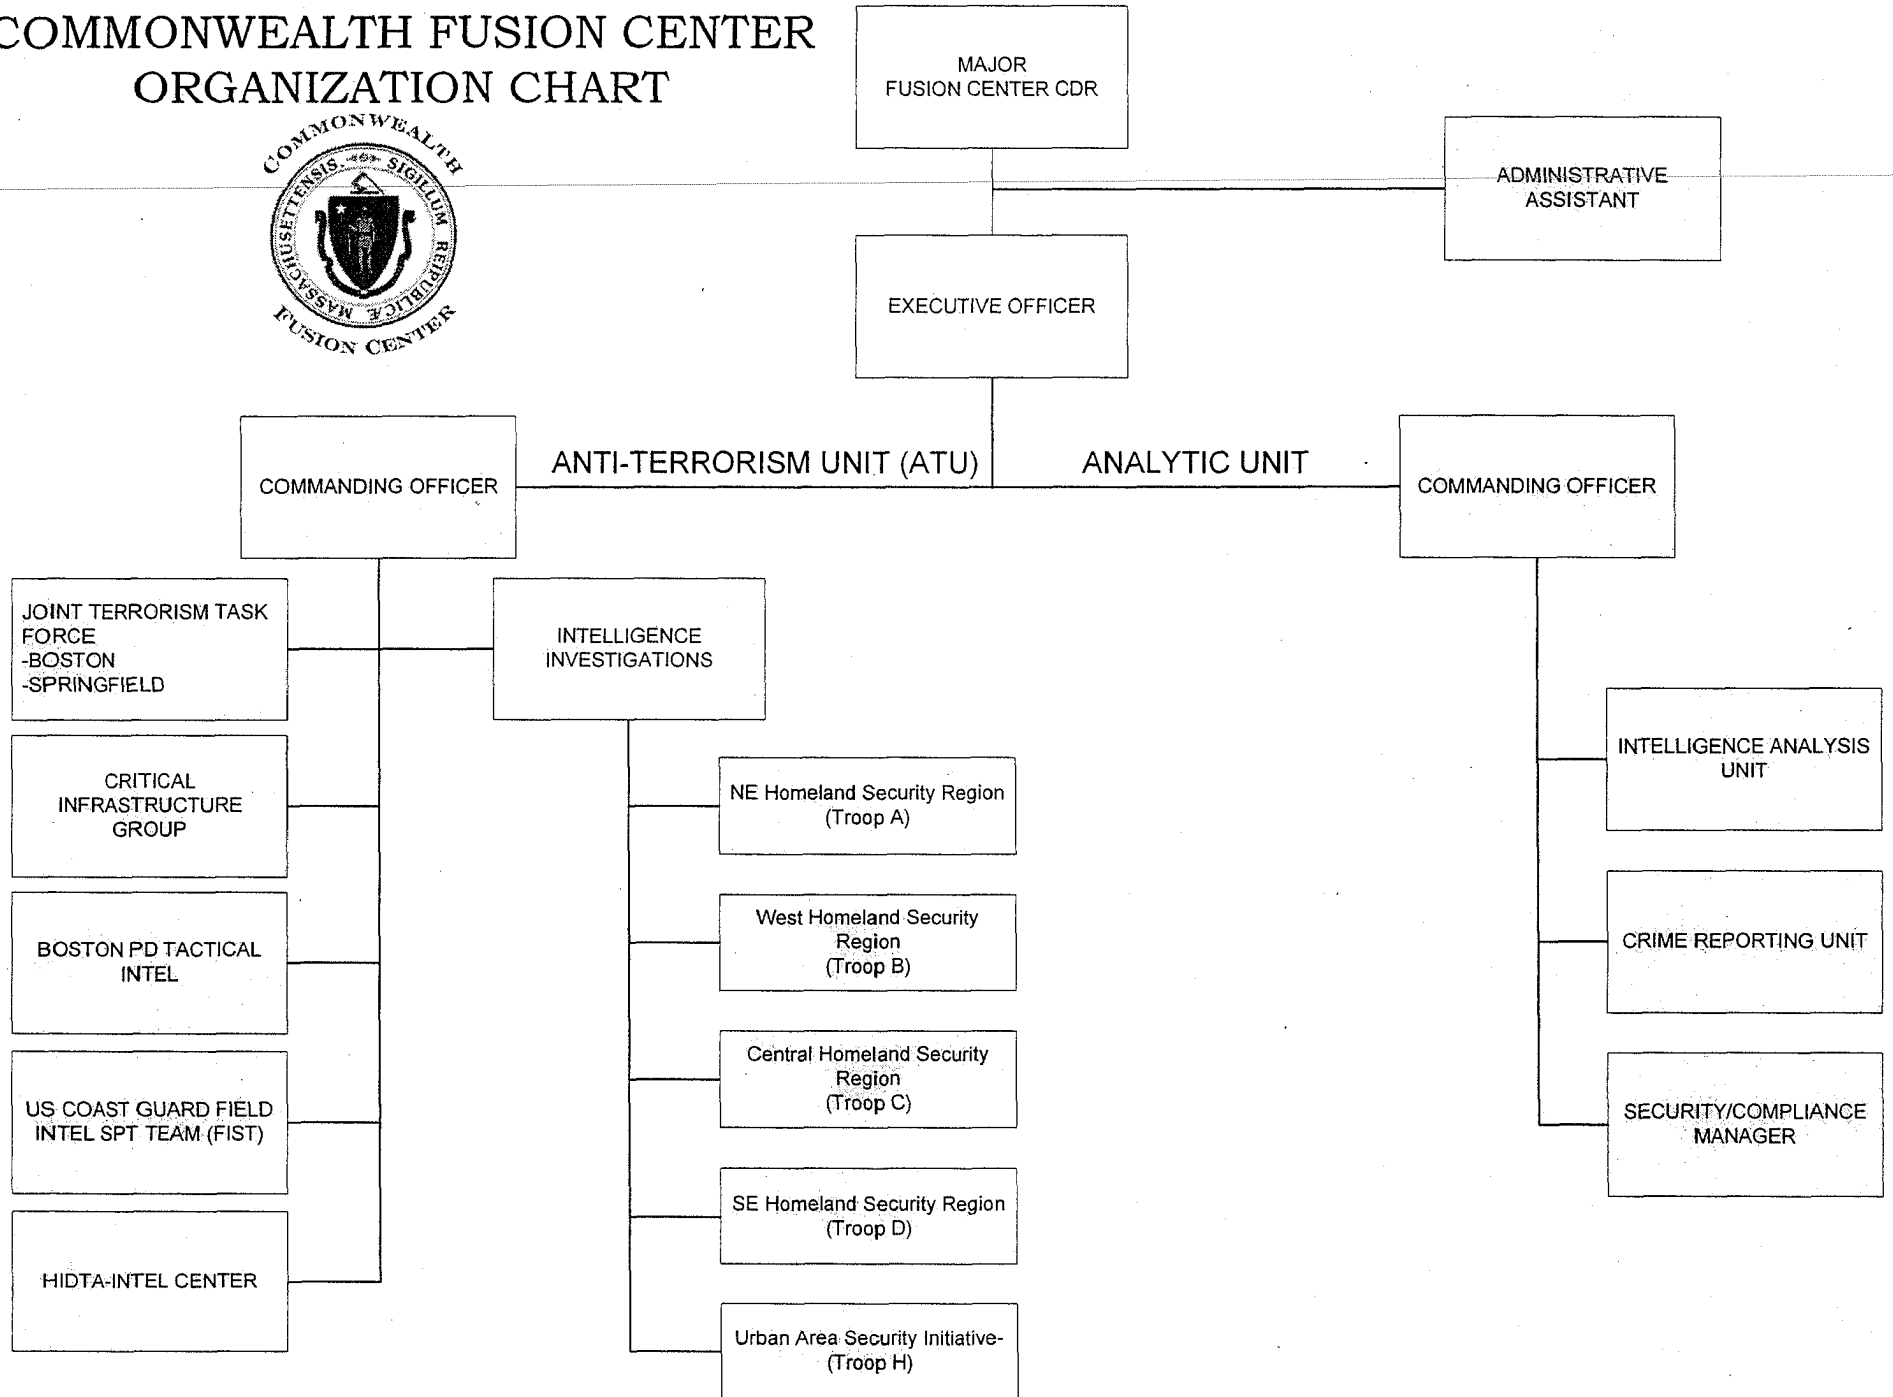 COMMONWEALTH FUSION CENTER
ORGANIZATION CHART
COMMONWEALTH
SIGILLUM REIPUBLICÆ MASSACHUSETTENSIS
FUSION CENTER
MAJOR
FUSION CENTER CDR
ADMINISTRATIVE
ASSISTANT
EXECUTIVE OFFICER
COMMANDING OFFICER
ANTI-TERRORISM UNIT (ATU)
ANALYTIC UNIT
COMMANDING OFFICER
JOINT TERRORISM TASK
FORCE
-BOSTON
-SPRINGFIELD
CRITICAL
INFRASTRUCTURE
GROUP
BOSTON PD TACTICAL
INTEL
US COAST GUARD FIELD
INTEL SPT TEAM (FIST)
HIDTA-INTEL CENTER
INTELLIGENCE
INVESTIGATIONS
NE Homeland Security Region
(Troop A)
West Homeland Security
Region
(Troop B)
Central Homeland Security
Region
(Troop C)
SE Homeland Security Region
(Troop D)
Urban Area Security Initiative-
(Troop H)
INTELLIGENCE ANALYSIS
UNIT
CRIME REPORTING UNIT
SECURITY/COMPLIANCE
MANAGER